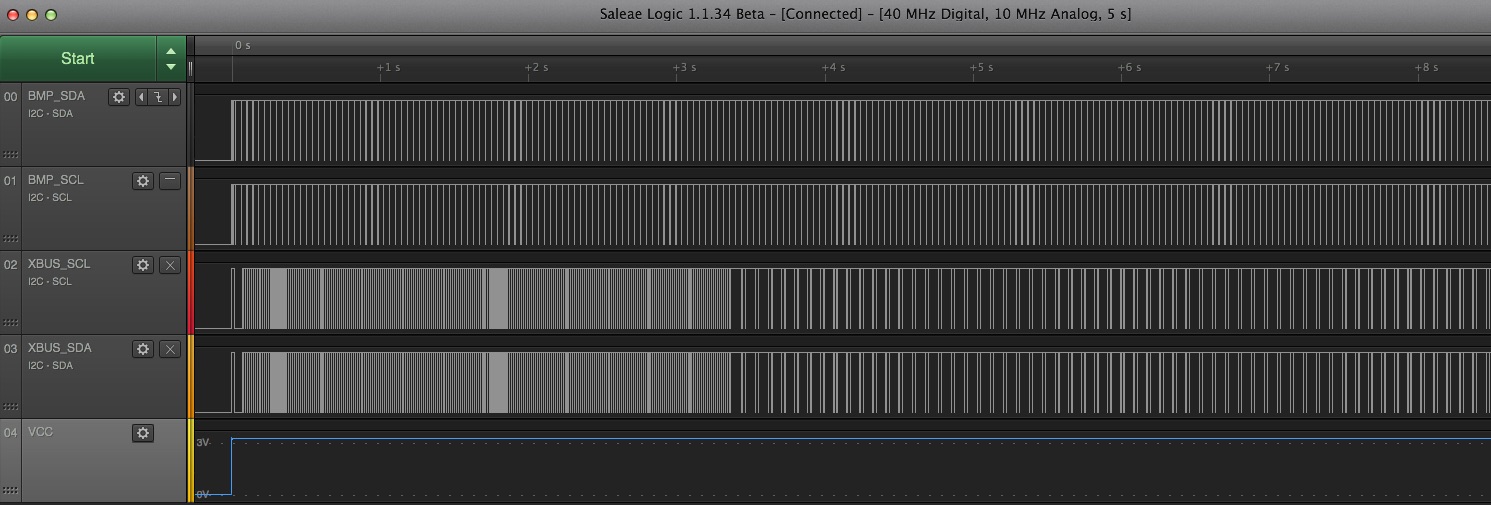 Saleae Logic 1.1.34 Beta - [Connected] - [40 MHz Digital, 10 MHz Analog, 5 s]
Start
0 s
+1 s +2 s +3 s +4 s +5 s +6 s +7 s +8 s
00 BMP_SDA
I2C - SDA
01 BMP_SCL
I2C - SCL
02 XBUS_SCL
I2C - SCL
03 XBUS_SDA
I2C - SDA
04 VCC
3V
0V